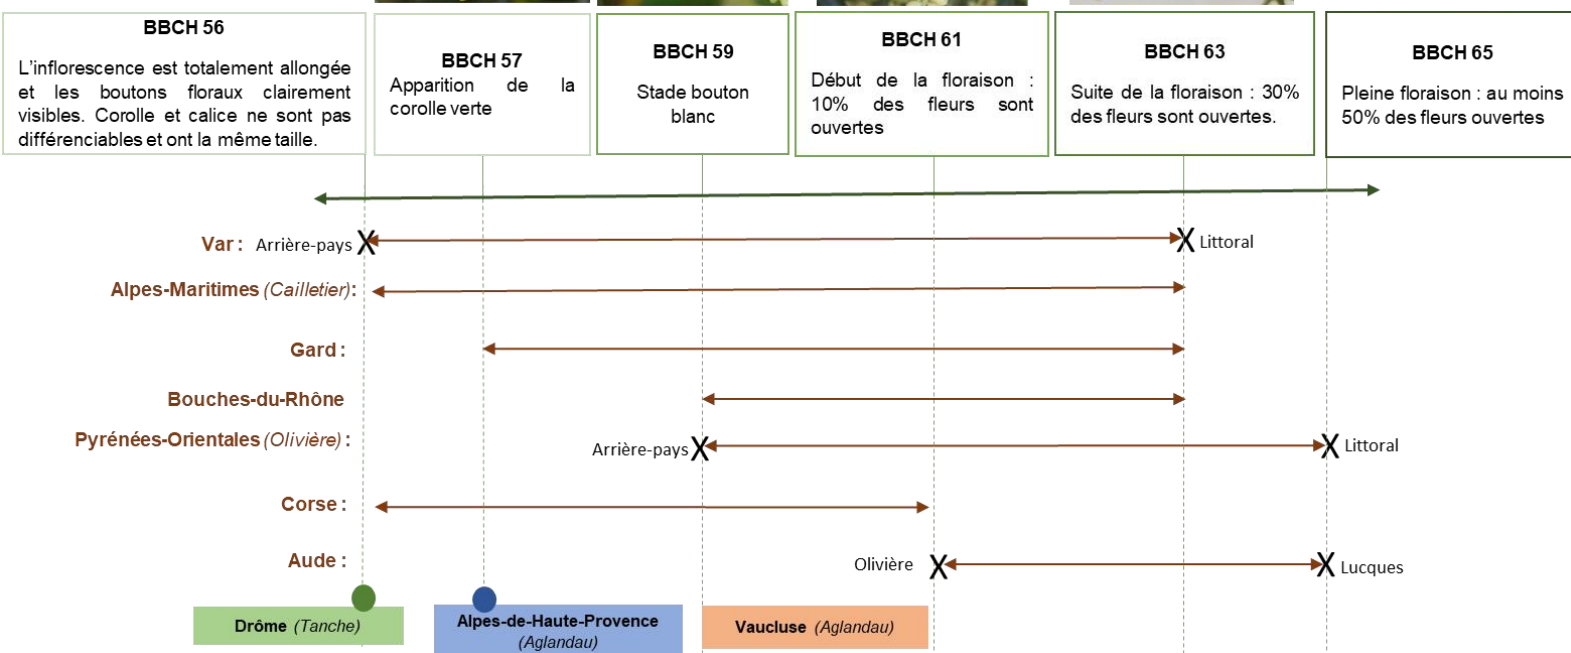 BBCH 56
L'inflorescence est totalement allongée
et les boutons floraux clairement
visibles. Corolle et calice ne sont pas
différenciables et ont la même taille.
BBCH 57
Apparition de la
corolle verte
BBCH 59
Stade bouton
blanc
BBCH 61
Début de la floraison :
10% des fleurs sont
ouvertes
BBCH 63
Suite de la floraison : 30%
des fleurs sont ouvertes.
BBCH 65
Pleine floraison : au moins
50% des fleurs ouvertes
Var : Arrière-pays X X Littoral
Alpes-Maritimes (Cailletier):
Gard :
Bouches-du-Rhône
Pyrénées-Orientales (Olivière) : Arrière-pays X X Littoral
Corse :
Aude : Olivière X X Lucques
Drôme (Tanche)
Alpes-de-Haute-Provence
(Aglandau)
Vaucluse (Aglandau)